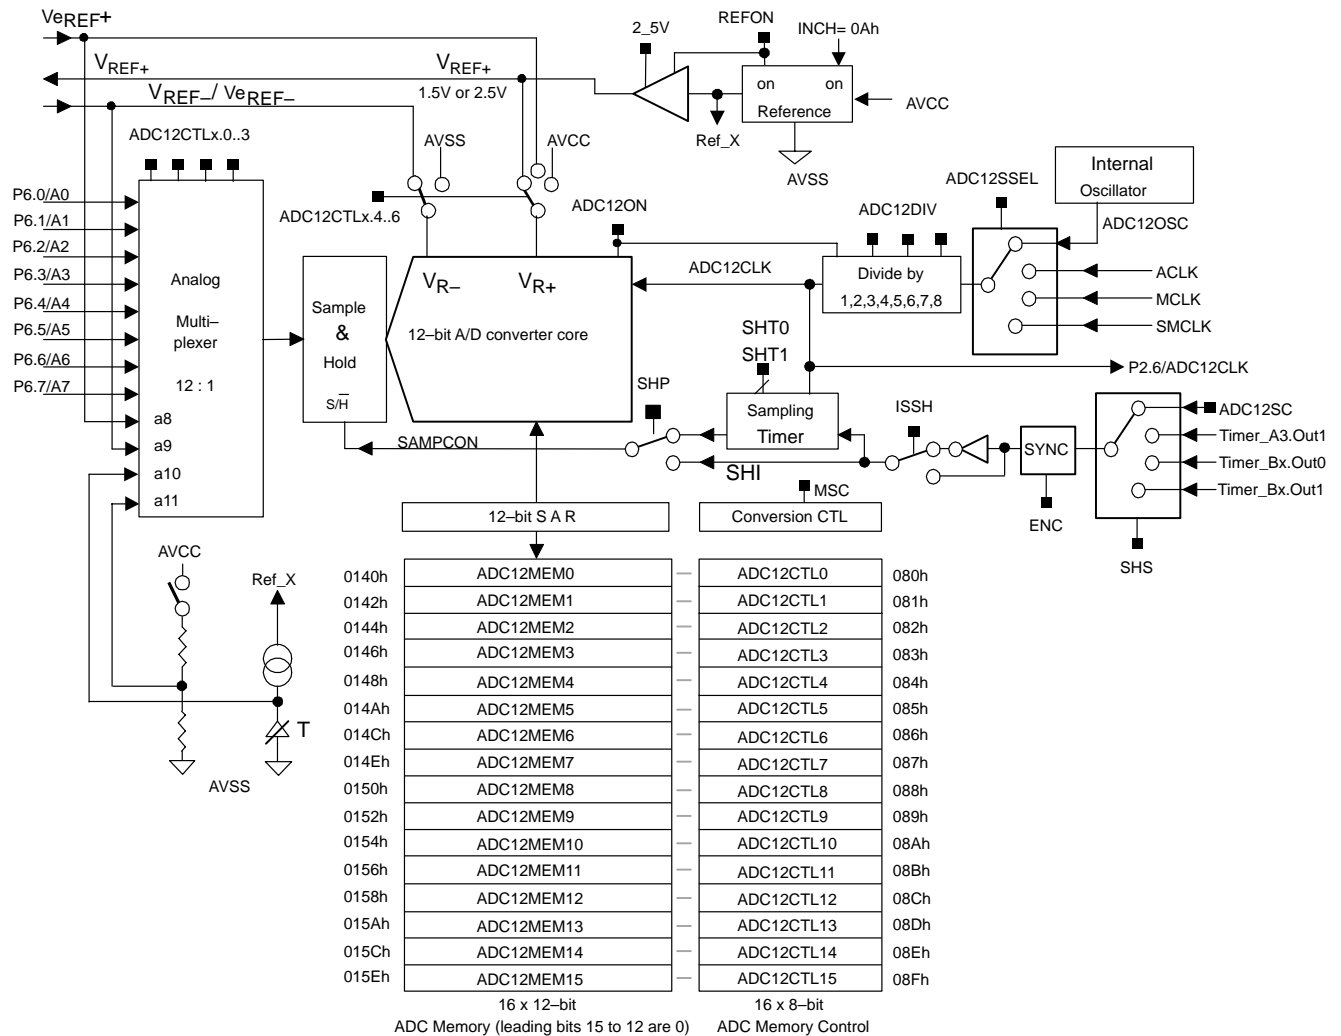 VeREF+
2_5V
REFON
INCH= 0Ah
VREF+
VREF+
1.5V or 2.5V
on
on
Reference
AVCC
VREF–/ VeREF–
Ref_X
AVSS
ADC12CTLx.0..3
AVSS
AVCC
Internal
Oscillator
ADC12SSEL
P6.0/A0
P6.1/A1
P6.2/A2
P6.3/A3
P6.4/A4
P6.5/A5
P6.6/A6
P6.7/A7
ADC12CTLx.4..6
ADC12ON
ADC12DIV
ADC12OSC
Analog
Multi–
plexer
12 : 1
a8
a9
a10
a11
Sample
&
Hold
S/H
VR–
VR+
12–bit A/D converter core
ADC12CLK
Divide by
1,2,3,4,5,6,7,8
ACLK
MCLK
SMCLK
SHT0
SHT1
P2.6/ADC12CLK
SHP
Sampling
Timer
ISSH
ADC12SC
Timer_A3.Out1
Timer_Bx.Out0
Timer_Bx.Out1
SAMPCON
SHI
SYNC
MSC
ENC
SHS
12–bit S A R
Conversion CTL
AVCC
Ref_X
T
AVSS
0140h ADC12MEM0 ADC12CTL0 080h
0142h ADC12MEM1 ADC12CTL1 081h
0144h ADC12MEM2 ADC12CTL2 082h
0146h ADC12MEM3 ADC12CTL3 083h
0148h ADC12MEM4 ADC12CTL4 084h
014Ah ADC12MEM5 ADC12CTL5 085h
014Ch ADC12MEM6 ADC12CTL6 086h
014Eh ADC12MEM7 ADC12CTL7 087h
0150h ADC12MEM8 ADC12CTL8 088h
0152h ADC12MEM9 ADC12CTL9 089h
0154h ADC12MEM10 ADC12CTL10 08Ah
0156h ADC12MEM11 ADC12CTL11 08Bh
0158h ADC12MEM12 ADC12CTL12 08Ch
015Ah ADC12MEM13 ADC12CTL13 08Dh
015Ch ADC12MEM14 ADC12CTL14 08Eh
015Eh ADC12MEM15 ADC12CTL15 08Fh
16 x 12–bit
ADC Memory (leading bits 15 to 12 are 0)
16 x 8–bit
ADC Memory Control